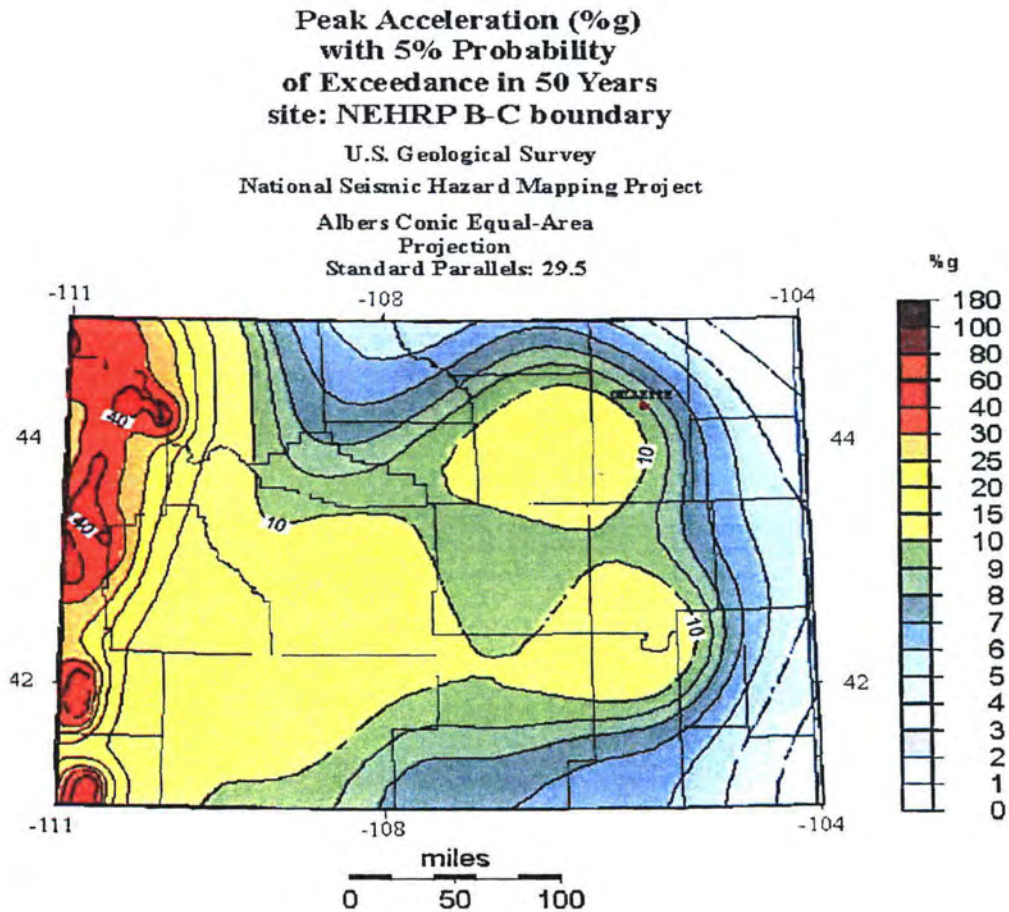 Peak Acceleration (%g)
with 5% Probability
of Exceedance in 50 Years
site: NEHRP B-C boundary
U.S. Geological Survey
National Seismic Hazard Mapping Project
Albers Conic Equal-Area
Projection
Standard Parallels: 29.5
%g
-111
-108
-104
180
100
80
60
40
30
25
20
15
10
9
8
7
6
5
4
3
2
1
0
40
44
10
44
40
10
10
42
42
-111
-108
-104
miles
0 50 100